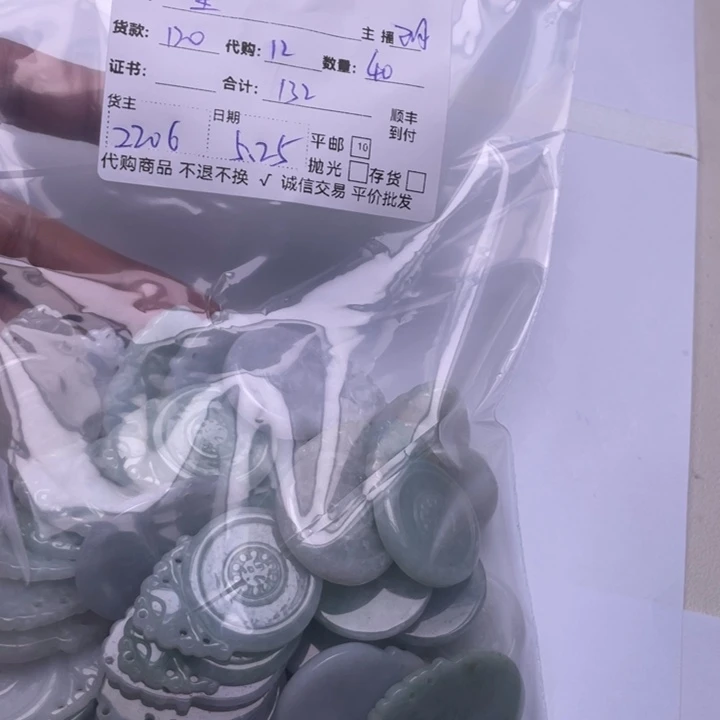 货款: 120 代购: 12 主播
数量: 40
证书: 合计: 132
货主 日期 顺丰到付
2206 5.25 平邮 10
抛光 存货
代购商品 不退不换 √ 诚信交易 平价批发